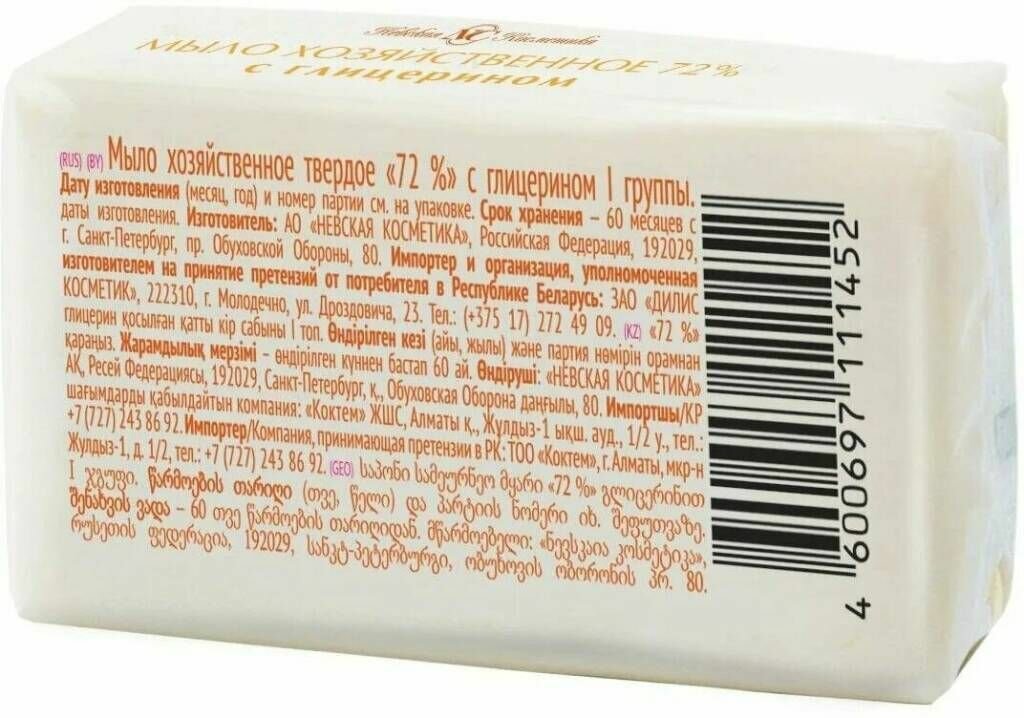 Невская НК Косметика
МЫЛО ХОЗЯЙСТВЕННОЕ 72%
с глицерином
(RUS) (BY) Мыло хозяйственное твердое «72 %» с глицерином I группы.
Дату изготовления (месяц, год) и номер партии см. на упаковке. Срок хранения – 60 месяцев с
даты изготовления. Изготовитель: АО «НЕВСКАЯ КОСМЕТИКА», Российская Федерация, 192029,
г. Санкт-Петербург, пр. Обуховской Обороны, 80. Импортер и организация, уполномоченная
изготовителем на принятие претензий от потребителя в Республике Беларусь: ЗАО «ДИЛИС
КОСМЕТИК», 222310, г. Молодечно, ул. Дроздовича, 23. Тел.: (+375 17) 272 49 09. (KZ) «72 %»
глицерин қосылған қатты кір сабыны I топ. Өндірілген кезі (айы, жылы) және партия нөмірін орамнан
қараңыз. Жарамдылық мерзімі – өндірілген күннен бастап 60 ай. Өндіруші: «НЕВСКАЯ КОСМЕТИКА»
АҚ, Ресей Федерациясы, 192029, Санкт-Петербург, қ., Обуховская Оборона даңғылы, 80. Импортшы/ҚР
шағымдарды қабылдайтын компания: «Коктем» ЖШС, Алматы қ., Жулдыз-1 ықш. ауд., 1/2 у., тел.:
+7 (727) 243 86 92. Импортер/Компания, принимающая претензии в РК: ТОО «Коктем», г. Алматы, мкр-н
Жулдыз-1, д. 1/2, тел.: +7 (727) 243 86 92. (GEO) საპონი სამეურნეო მყარი «72 %» გლიცერინით
I ჯგუფი. წარმოების თარიღი (თვე, წელი) და პარტიის ნომერი იხ. შეფუთვაზე.
შენახვის ვადა – 60 თვე წარმოების თარიღიდან. მწარმოებელი: «ნევსკაია კოსმეტიკა»,
რუსეთის ფედერაცია, 192029, სანკტ-პეტერბურგი, ობუხოვის ობორონის პრ. 80.
4 600697 111452